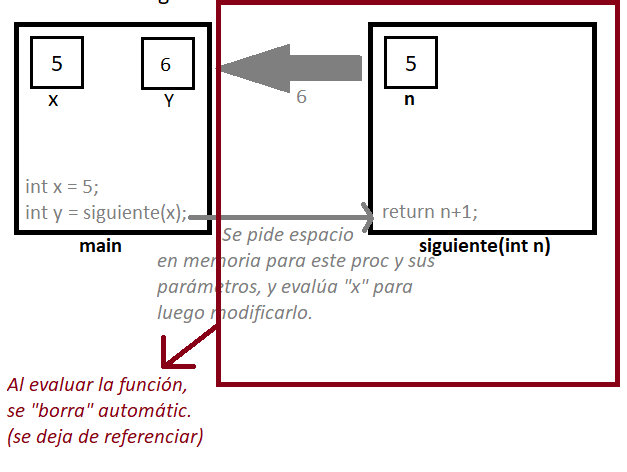 5
x
6
Y
6
5
n
int x = 5;
int y = siguiente(x);
return n+1;
main
siguiente(int n)
Se pide espacio
en memoria para este proc y sus
parámetros, y evalúa "x" para
luego modificarlo.
Al evaluar la función,
se "borra" automátic.
(se deja de referenciar)